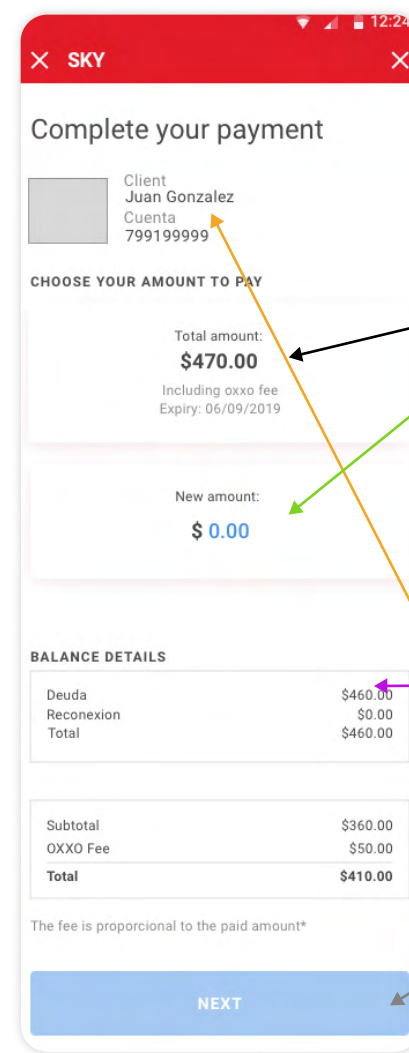 12:24
SKY
Complete your payment
Client
Juan Gonzalez
Cuenta
799199999
CHOOSE YOUR AMOUNT TO PAY
Total amount:
$470.00
Including oxxo fee
Expiry: 06/09/2019
New amount:
$ 0.00
BALANCE DETAILS
Deuda $460.00
Reconexion $0.00
Total $460.00
Subtotal $360.00
OXXO Fee $50.00
Total $410.00
The fee is proporcional to the paid amount*
NEXT